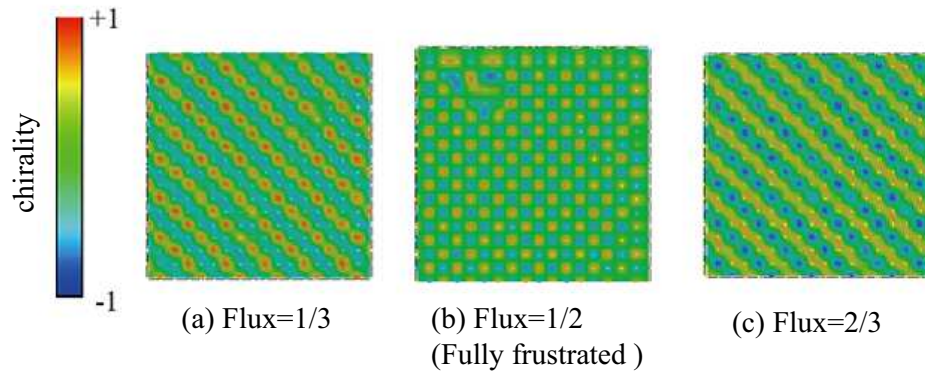 +1
chirality
-1
(a) Flux=1/3
(b) Flux=1/2
(Fully frustrated )
(c) Flux=2/3